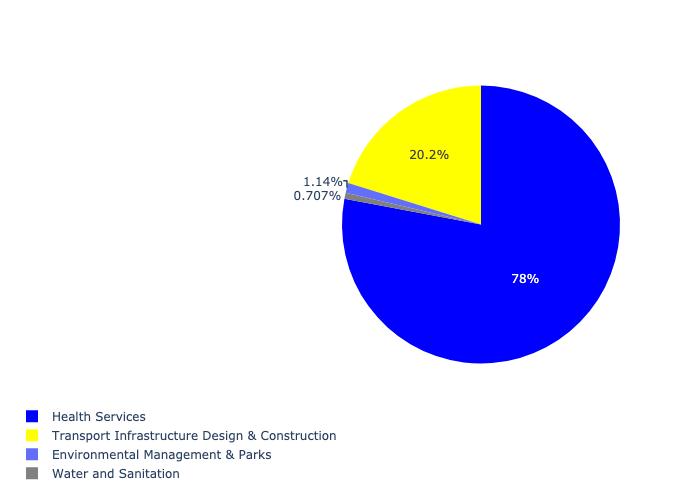 20.2%
1.14%
0.707%
78%
Health Services
Transport Infrastructure Design & Construction
Environmental Management & Parks
Water and Sanitation